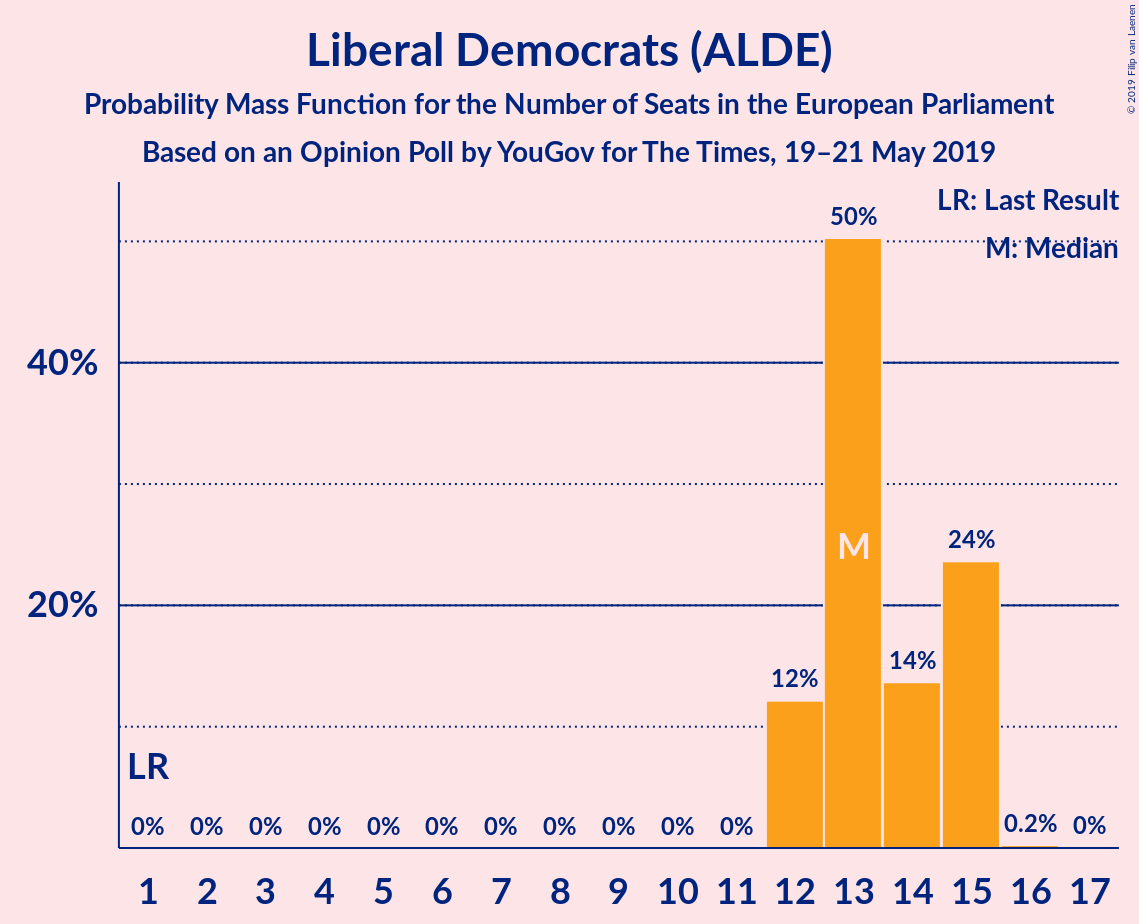 Liberal Democrats (ALDE)
Probability Mass Function for the Number of Seats in the European Parliament
Based on an Opinion Poll by YouGov for The Times, 19–21 May 2019
© 2019 Filip van Laenen
LR: Last Result
M: Median
50%
40%
M
24%
20%
14%
12%
LR
0% 0% 0% 0% 0% 0% 0% 0% 0% 0% 0% 0.2% 0%
1 2 3 4 5 6 7 8 9 10 11 12 13 14 15 16 17